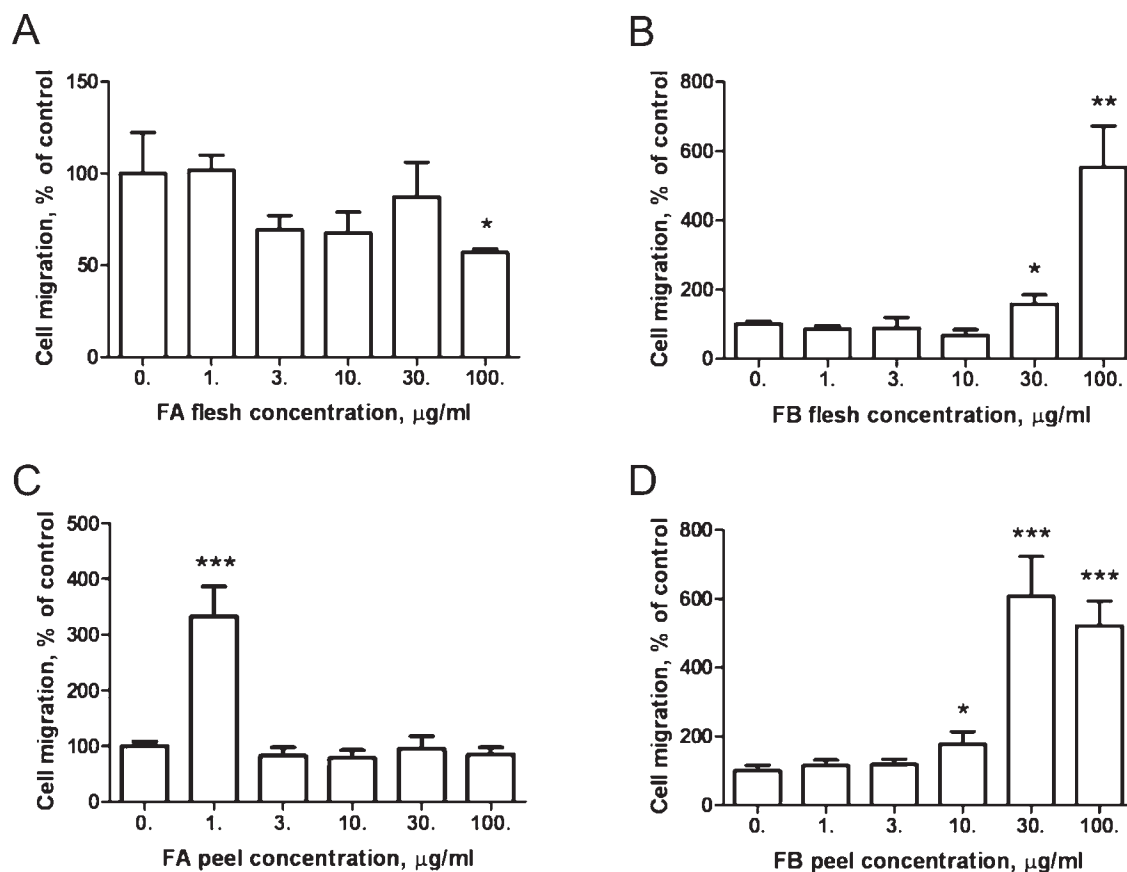 A
Cell migration, % of control
150
100
50
0
*
0. 1. 3. 10. 30. 100.
FA flesh concentration, μg/ml
B
Cell migration, % of control
800
600
400
200
0
*
**
0. 1. 3. 10. 30. 100.
FB flesh concentration, μg/ml
C
Cell migration, % of control
500
400
300
200
100
0
***
0. 1. 3. 10. 30. 100.
FA peel concentration, μg/ml
D
Cell migration, % of control
800
600
400
200
0
*
***
***
0. 1. 3. 10. 30. 100.
FB peel concentration, μg/ml